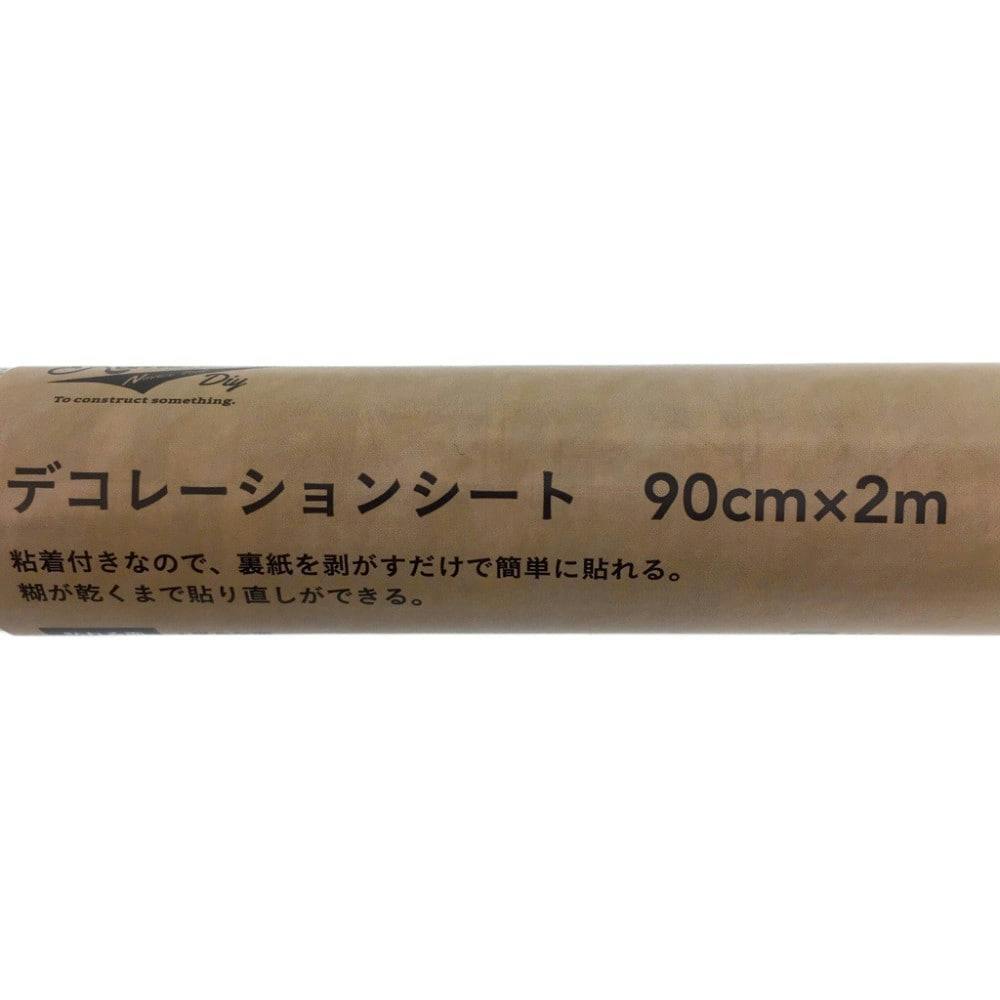 Diy
To construct something.
デコレーションシート 90cm×2m
粘着付きなので、裏紙を剥がすだけで簡単に貼れる。
糊が乾くまで貼り直しができる。